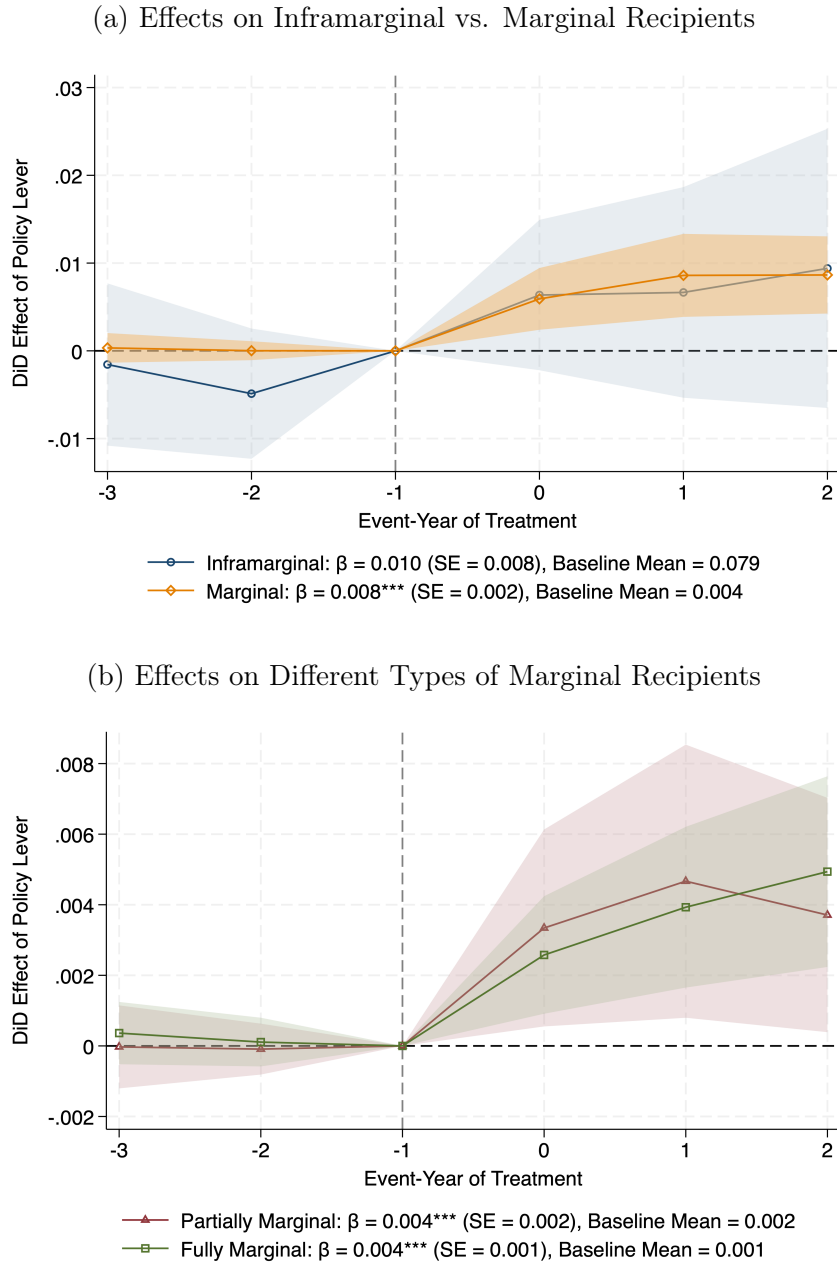 (a) Effects on Inframarginal vs. Marginal Recipients
.03
.02
.01
0
-.01
DiD Effect of Policy Lever
-3 -2 -1 0 1 2
Event-Year of Treatment
Inframarginal: β = 0.010 (SE = 0.008), Baseline Mean = 0.079
Marginal: β = 0.008*** (SE = 0.002), Baseline Mean = 0.004
(b) Effects on Different Types of Marginal Recipients
.008
.006
.004
.002
0
-.002
DiD Effect of Policy Lever
-3 -2 -1 0 1 2
Event-Year of Treatment
Partially Marginal: β = 0.004*** (SE = 0.002), Baseline Mean = 0.002
Fully Marginal: β = 0.004*** (SE = 0.001), Baseline Mean = 0.001